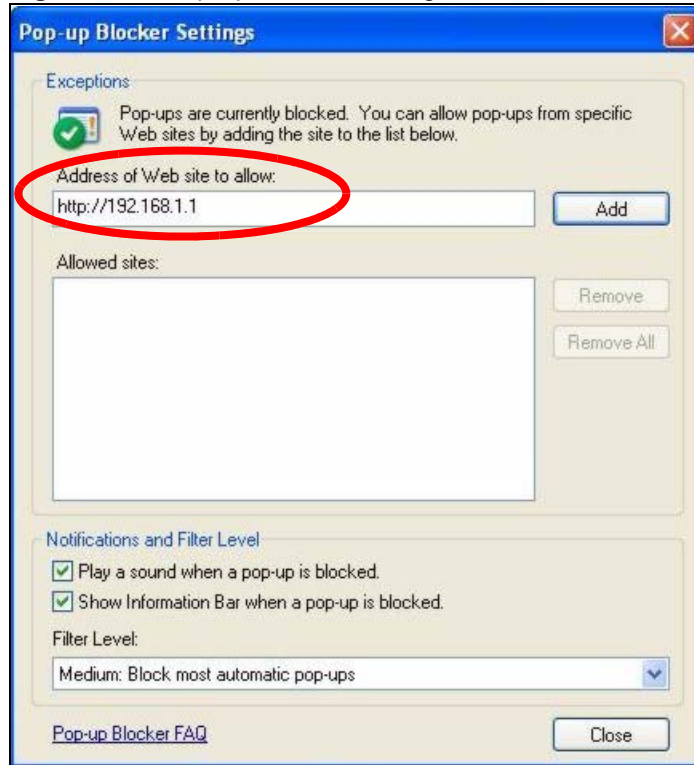 Pop-up Blocker Settings
Exceptions
Pop-ups are currently blocked. You can allow pop-ups from specific
Web sites by adding the site to the list below.
Address of Web site to allow:
http://192.168.1.1
Add
Allowed sites:
Remove
Remove All
Notifications and Filter Level
Play a sound when a pop-up is blocked.
Show Information Bar when a pop-up is blocked.
Filter Level:
Medium: Block most automatic pop-ups
Pop-up Blocker FAQ
Close